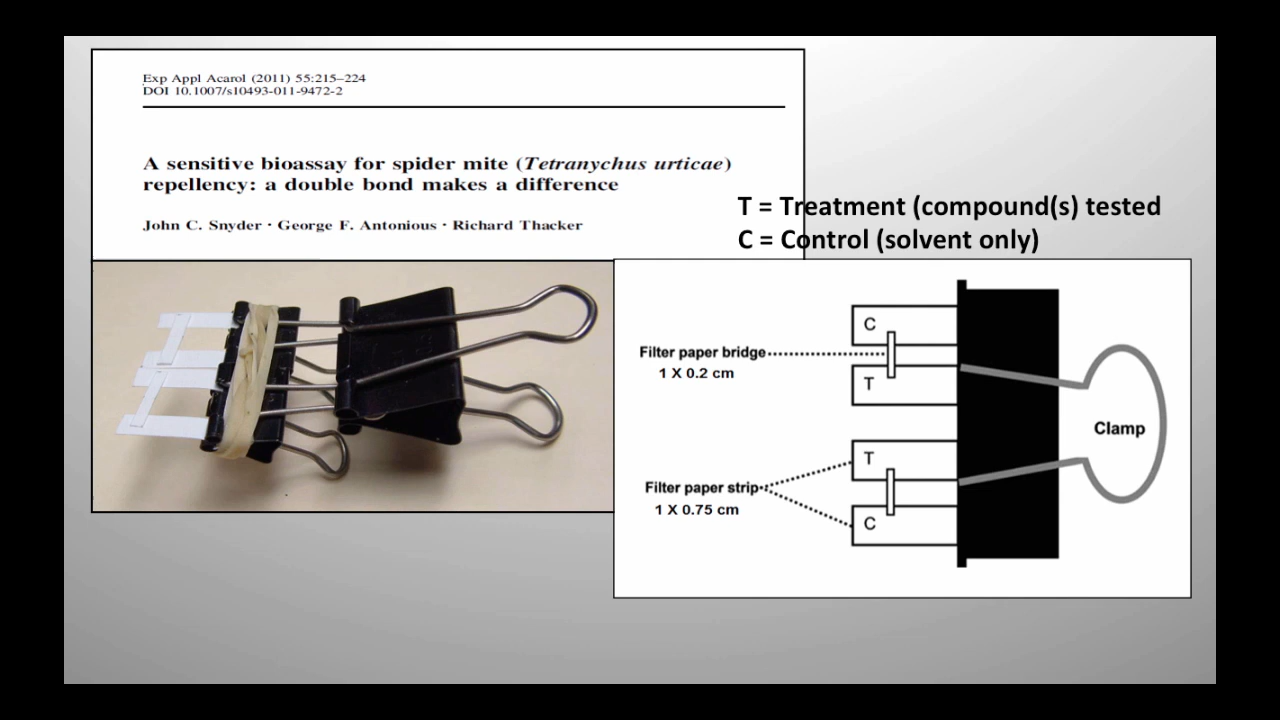 Exp Appl Acarol (2011) 55:215–224
DOI 10.1007/s10493-011-9472-2
A sensitive bioassay for spider mite (Tetranychus urticae)
repellency: a double bond makes a difference
John C. Snyder · George F. Antonious · Richard Thacker
T = Treatment (compound(s) tested
C = Control (solvent only)
C
Filter paper bridge
1 X 0.2 cm
T
Clamp
T
Filter paper strip
1 X 0.75 cm
C